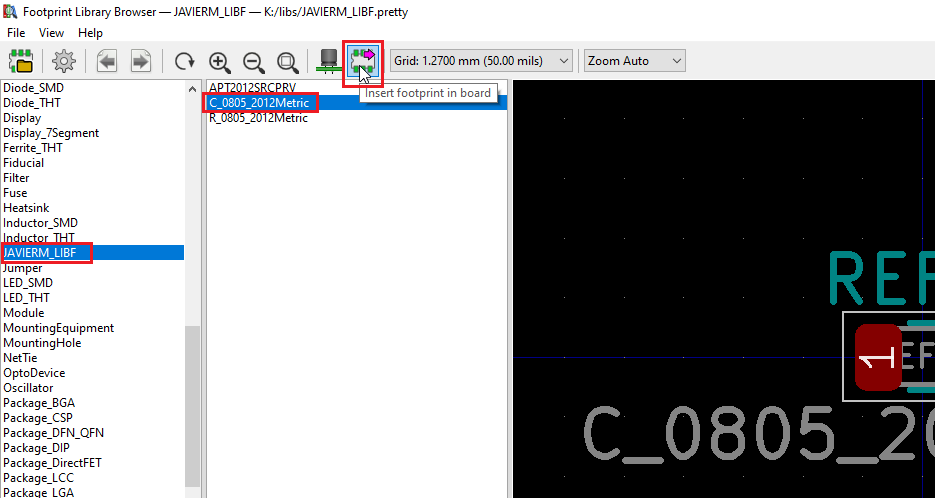 Footprint Library Browser — JAVIERM_LIBF — K:/libs/JAVIERM_LIBF.pretty
File View Help
Grid: 1.2700 mm (50.00 mils)
Zoom Auto
Insert footprint in board
Diode_SMD
Diode_THT
Display
Display_7Segment
Ferrite_THT
Fiducial
Filter
Fuse
Heatsink
Inductor_SMD
Inductor_THT
JAVIERM_LIBF
Jumper
LED_SMD
LED_THT
Module
MountingEquipment
MountingHole
NetTie
OptoDevice
Oscillator
Package_BGA
Package_CSP
Package_DFN_QFN
Package_DIP
Package_DirectFET
Package_LCC
Package_LGA
APT2012SRCPRV
C_0805_2012Metric
R_0805_2012Metric
REF
1
EF
C_0805_20